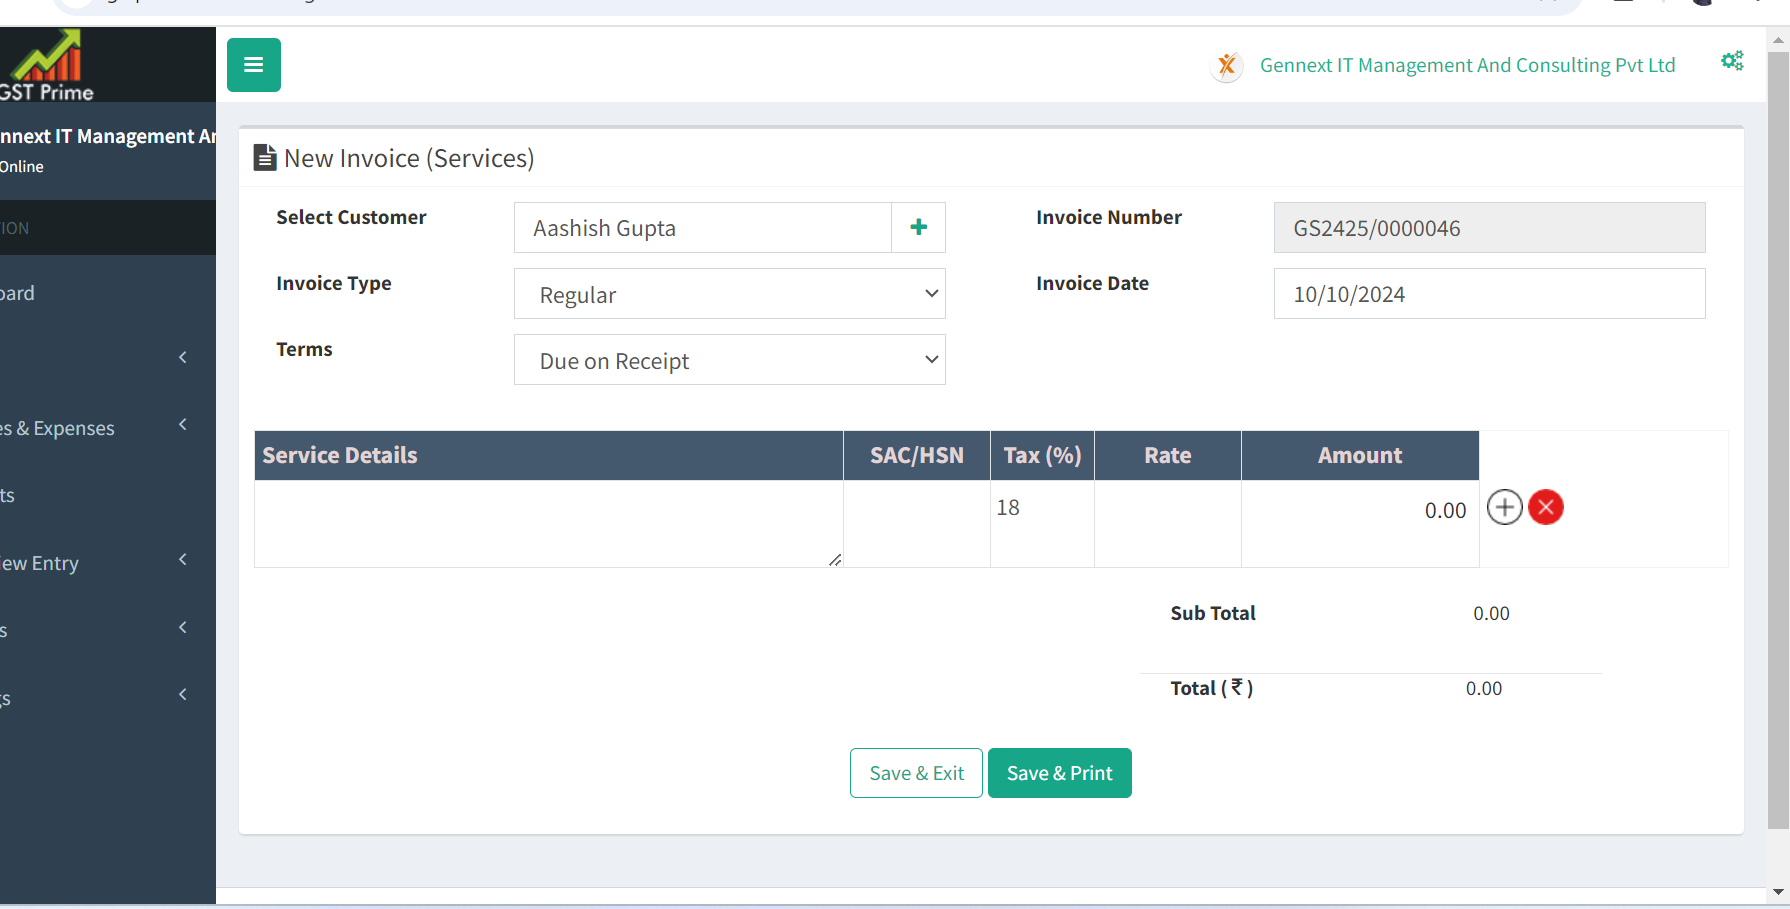 GST Prime
Gennext IT Management And Consulting Pvt Ltd
nnext IT Management Ar
Online
ION
oard
es & Expenses
ts
iew Entry
s
gs
New Invoice (Services)
Select Customer Aashish Gupta Invoice Number GS2425/0000046
Invoice Type Regular Invoice Date 10/10/2024
Terms Due on Receipt
Service Details SAC/HSN Tax (%) Rate Amount
18 0.00
Sub Total 0.00
Total ( ₹ ) 0.00
Save & Exit Save & Print